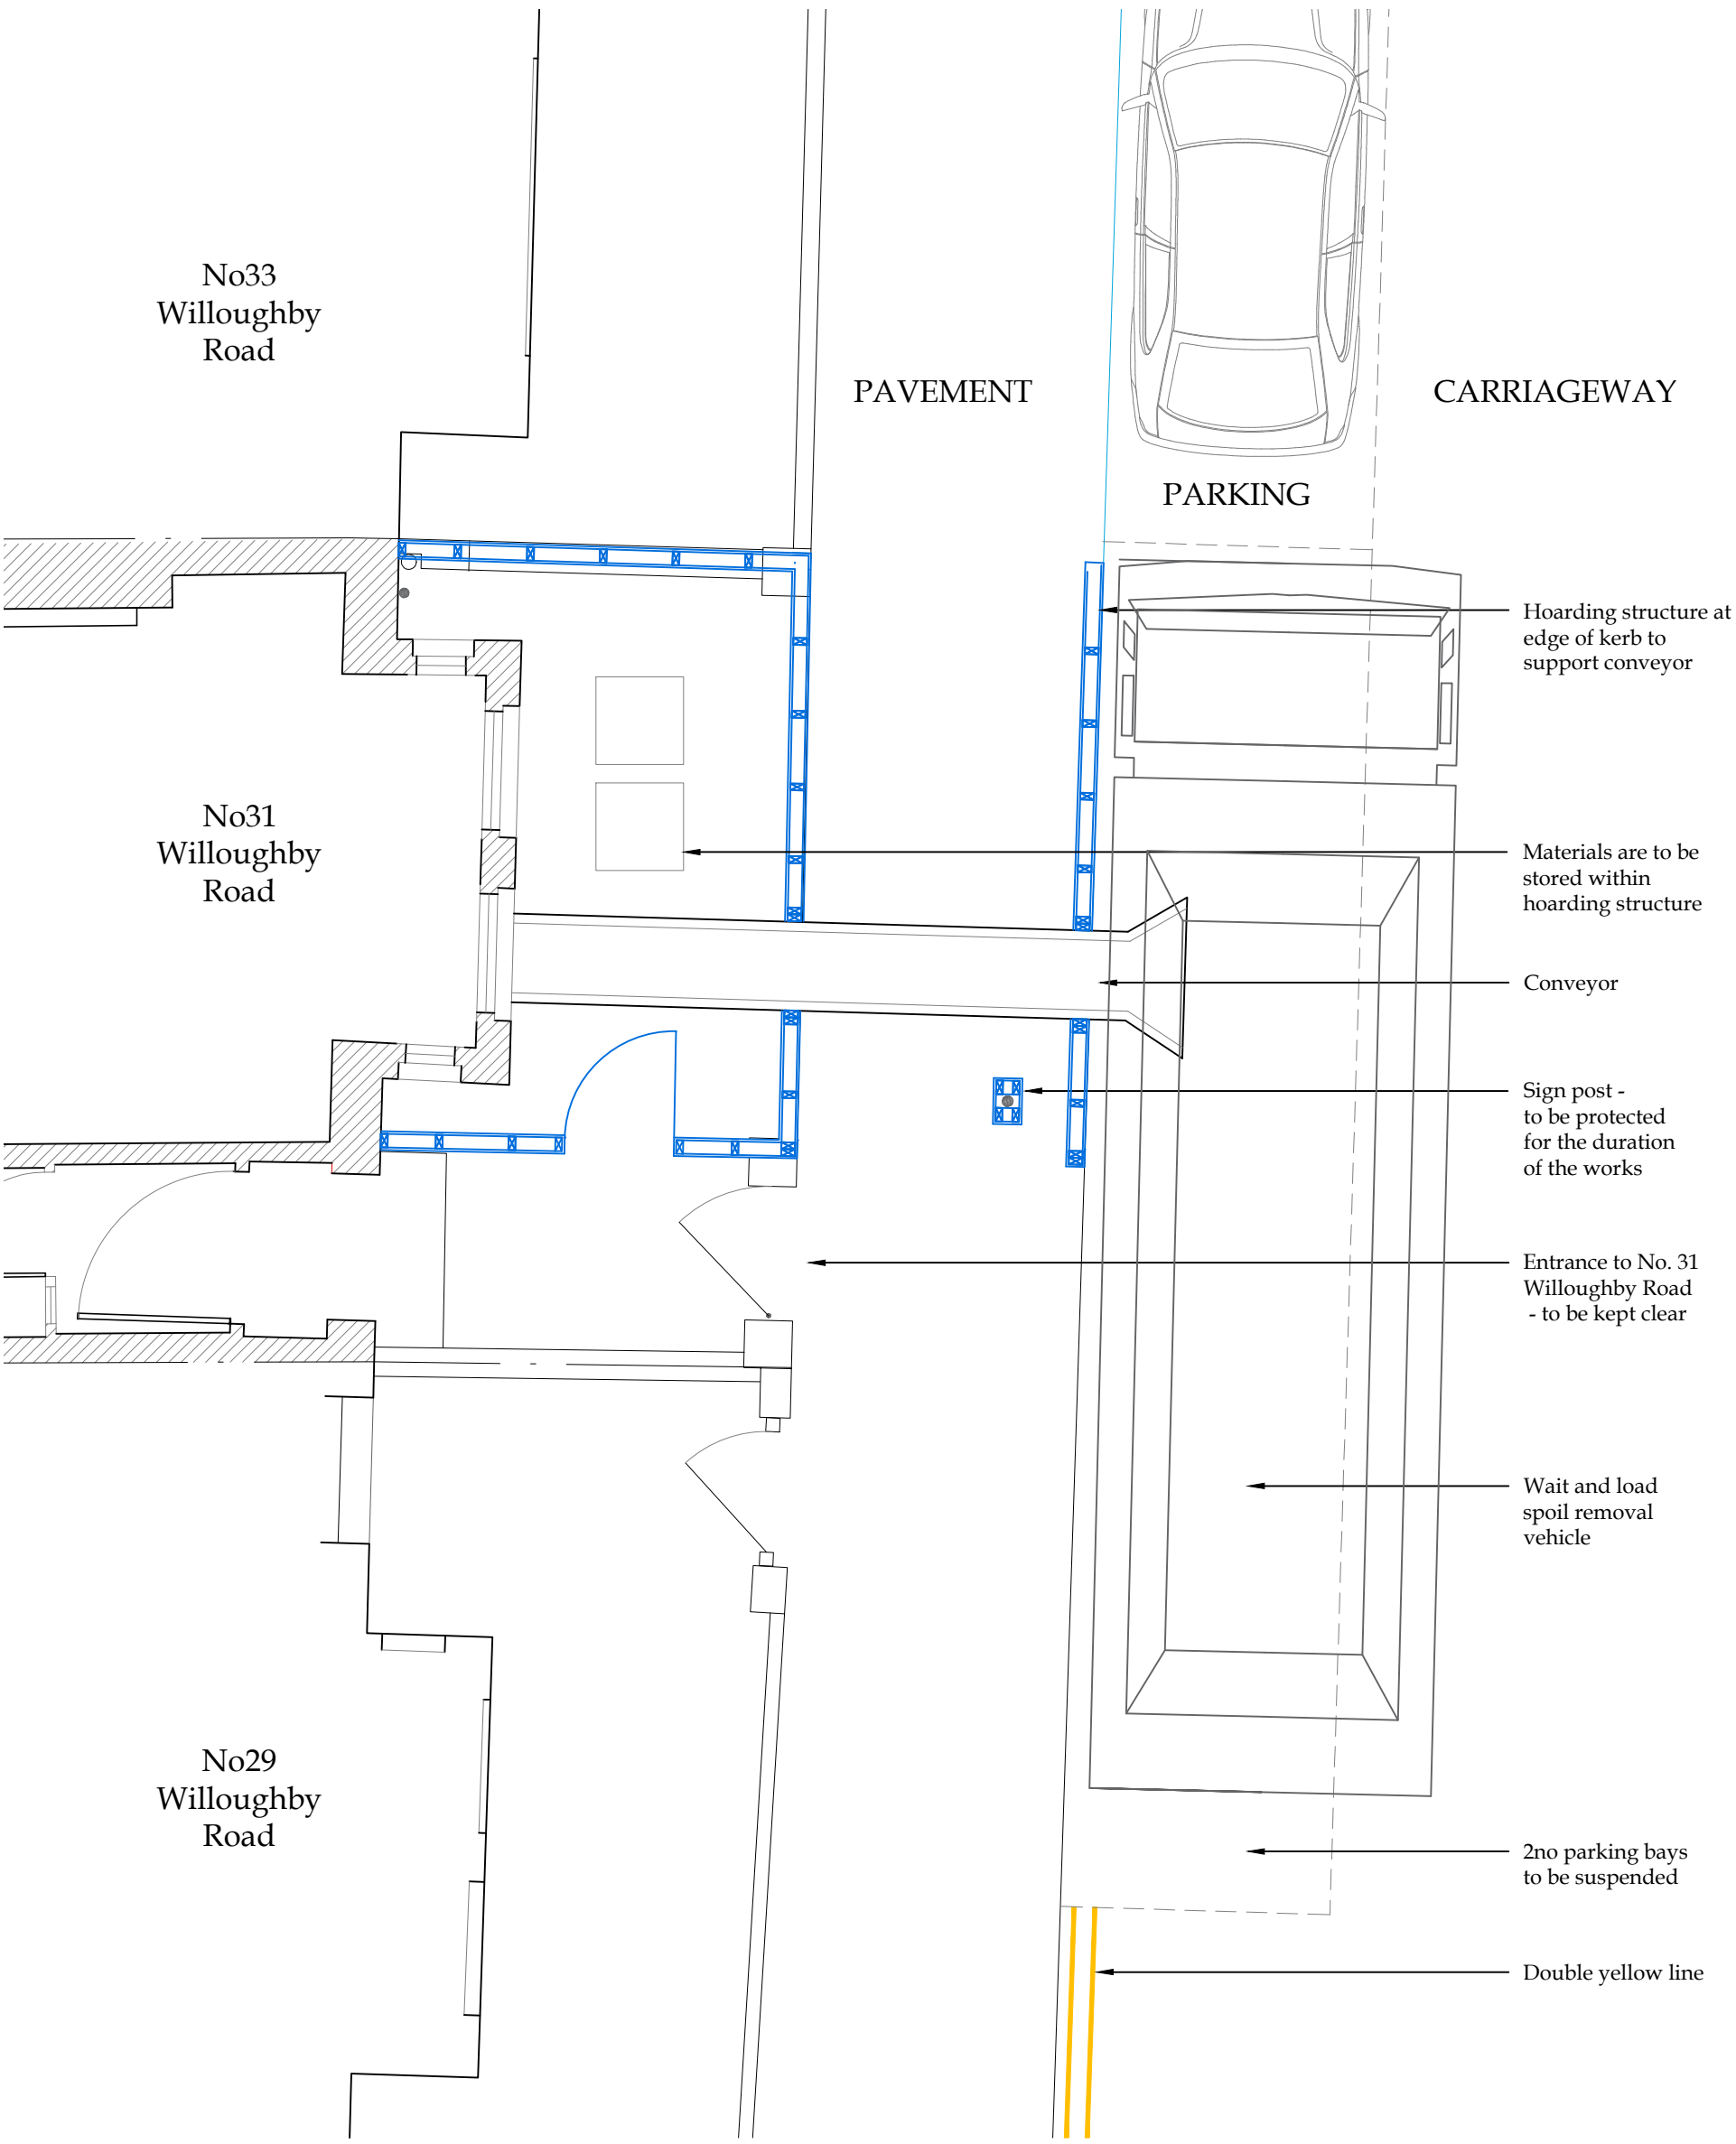 No33
Willoughby
Road
PAVEMENT
CARRIAGEWAY
PARKING
Hoarding structure at
edge of kerb to
support conveyor
No31
Willoughby
Road
Materials are to be
stored within
hoarding structure
Conveyor
Sign post -
to be protected
for the duration
of the works
Entrance to No. 31
Willoughby Road
- to be kept clear
Wait and load
spoil removal
vehicle
No29
Willoughby
Road
2no parking bays
to be suspended
Double yellow line